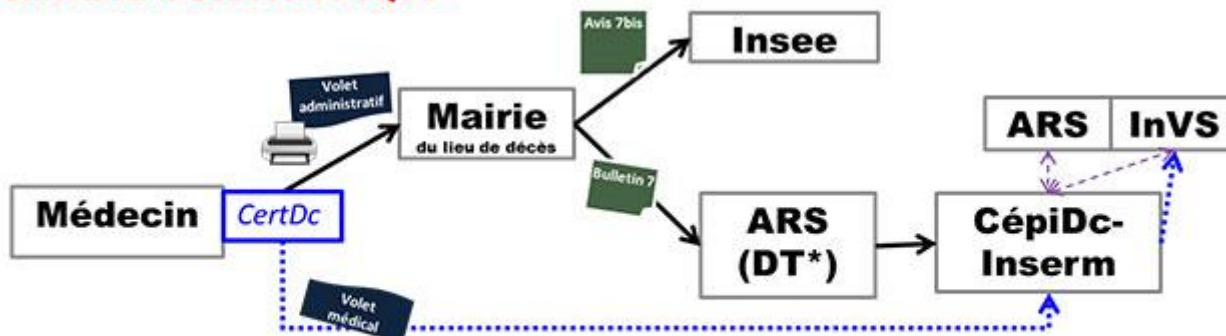 Avis 7bis
Insee
Volet
administratif
Mairie
du lieu de décès
ARS
InVS
Bulletin 7
Médecin
CertDc
ARS
(DT*)
CépiDc-
Inserm
Volet
médical